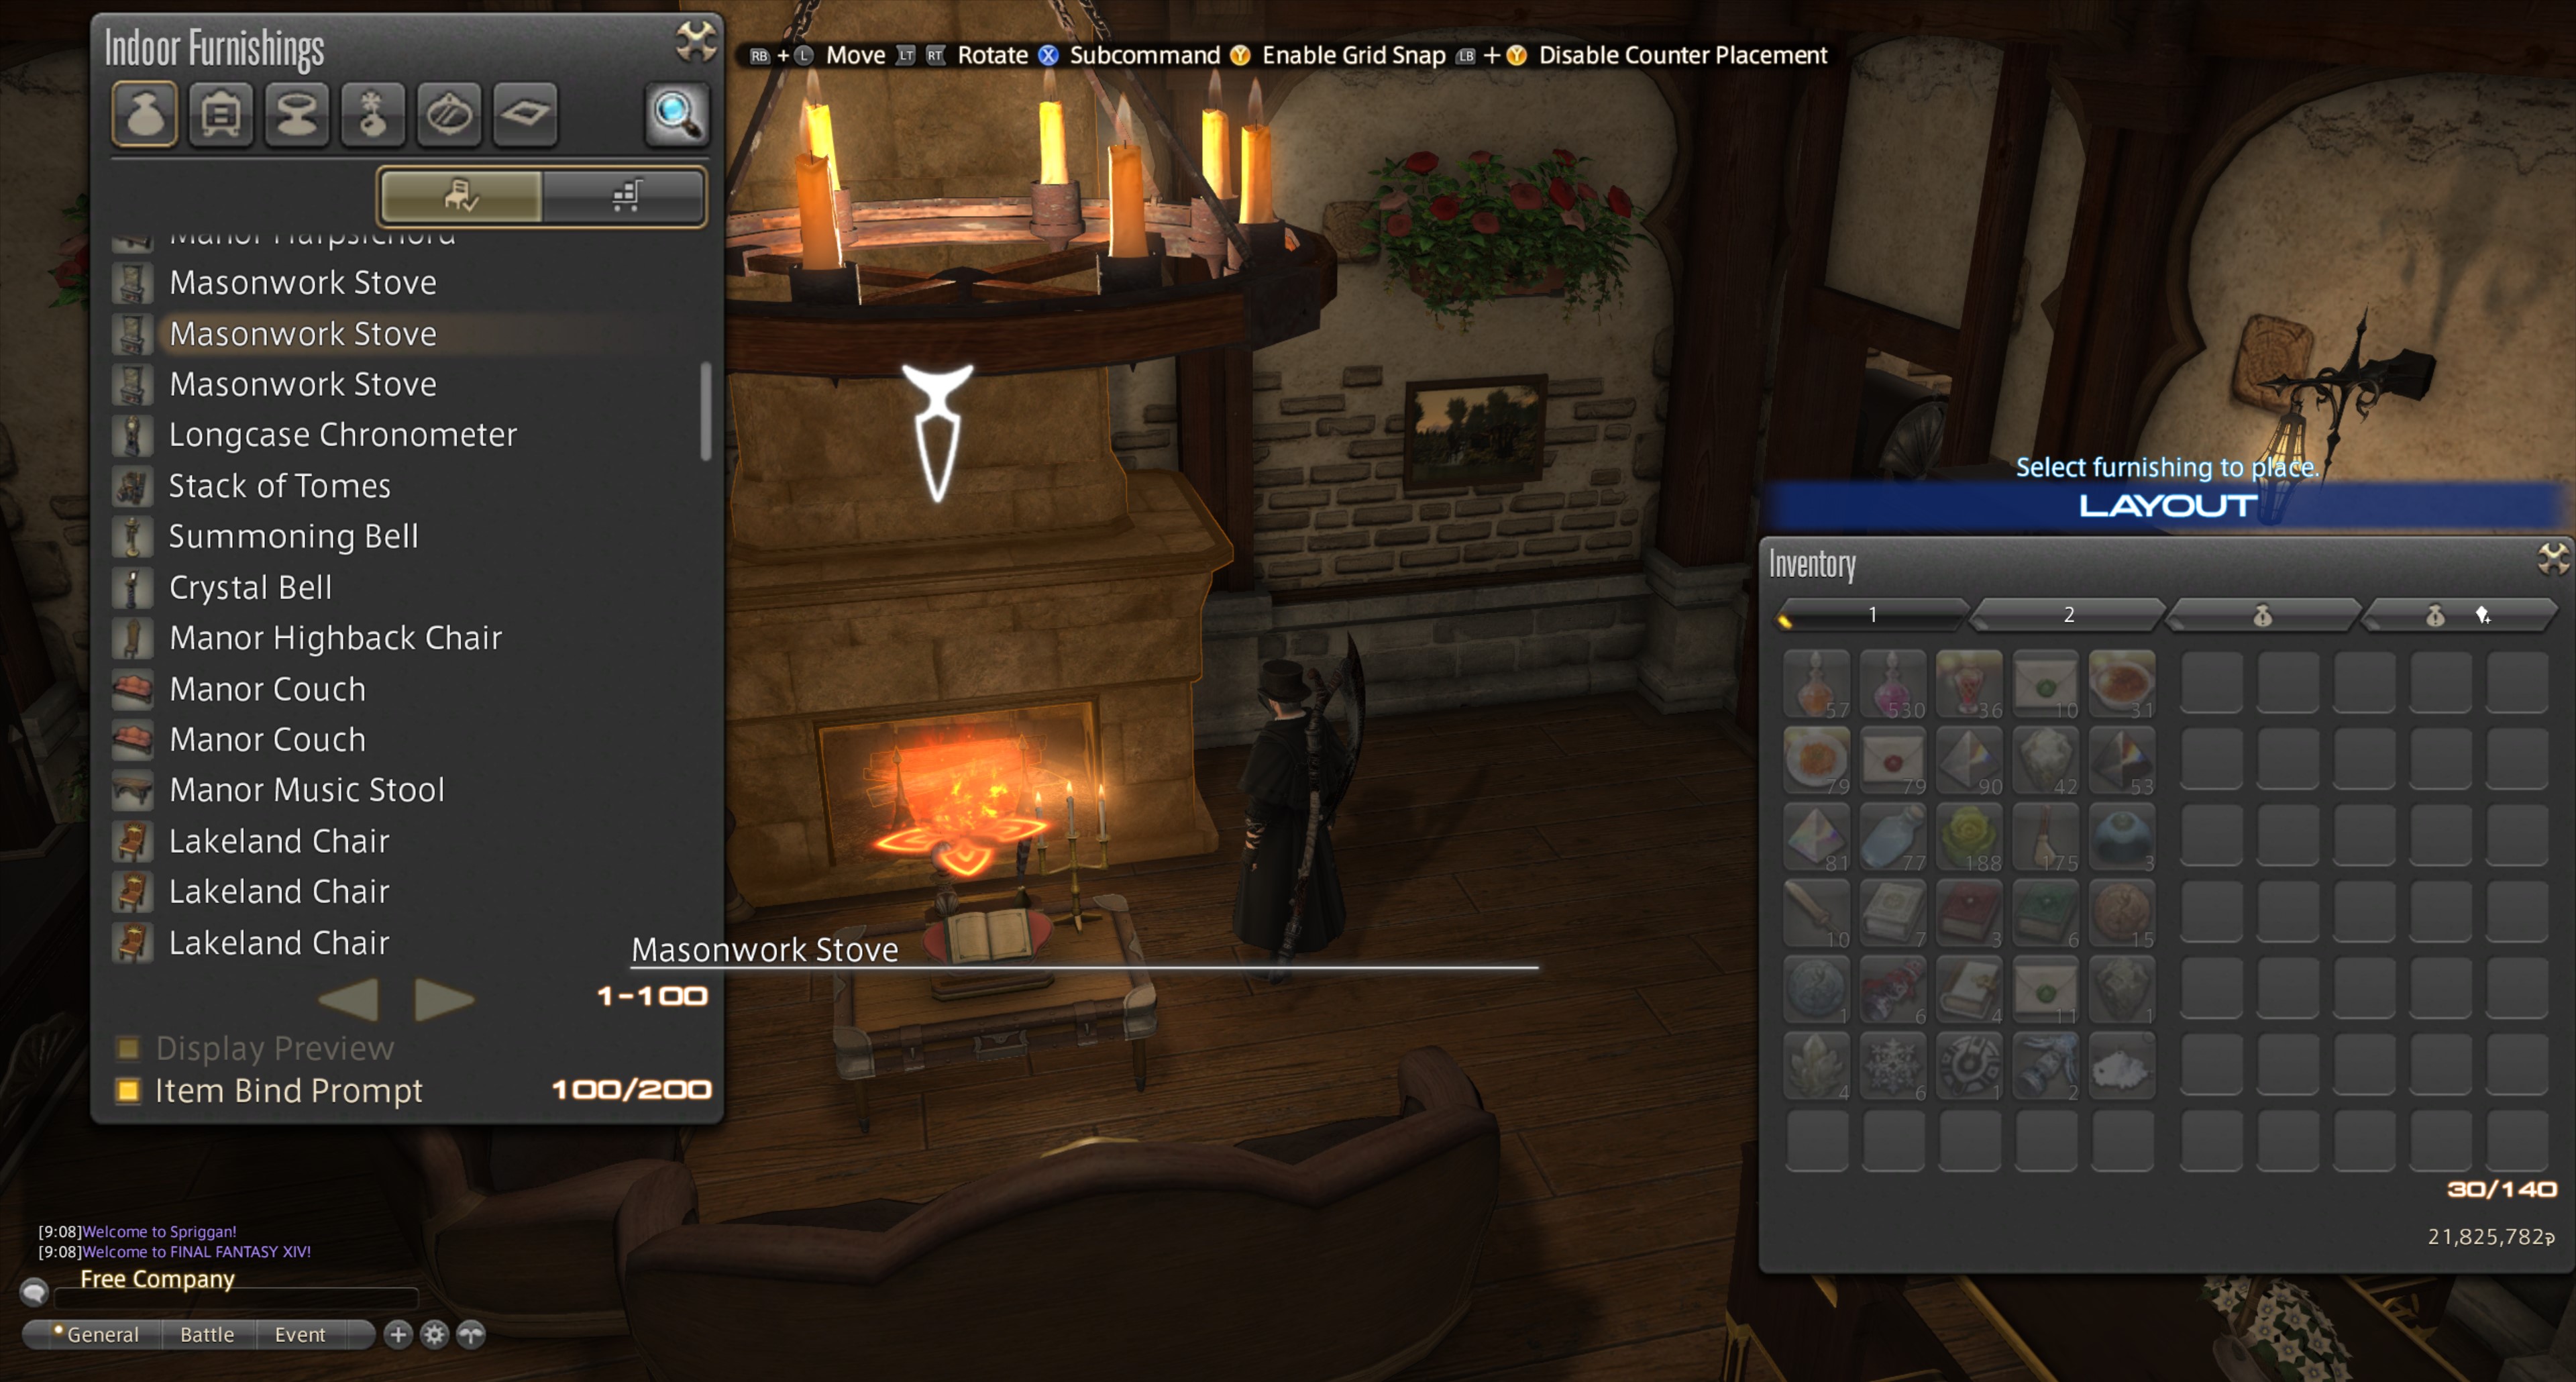 Indoor Furnishings
RB + L Move LT RT Rotate X Subcommand Y Enable Grid Snap LB + Y Disable Counter Placement
Manor Harpsichord
Masonwork Stove
Masonwork Stove
Masonwork Stove
Longcase Chronometer
Stack of Tomes
Summoning Bell
Crystal Bell
Manor Highback Chair
Manor Couch
Manor Couch
Manor Music Stool
Lakeland Chair
Lakeland Chair
Lakeland Chair
1-100
Display Preview
Item Bind Prompt 100/200
Masonwork Stove
Select furnishing to place.
LAYOUT
Inventory
1 2
57 530 36 10 31
79 79 90 42 53
81 77 188 175 3
10 7 3 6 15
1 6 4 11 1
4 6 1 2
30/140
21,825,782
[9:08]Welcome to Spriggan!
[9:08]Welcome to FINAL FANTASY XIV!
Free Company
General Battle Event